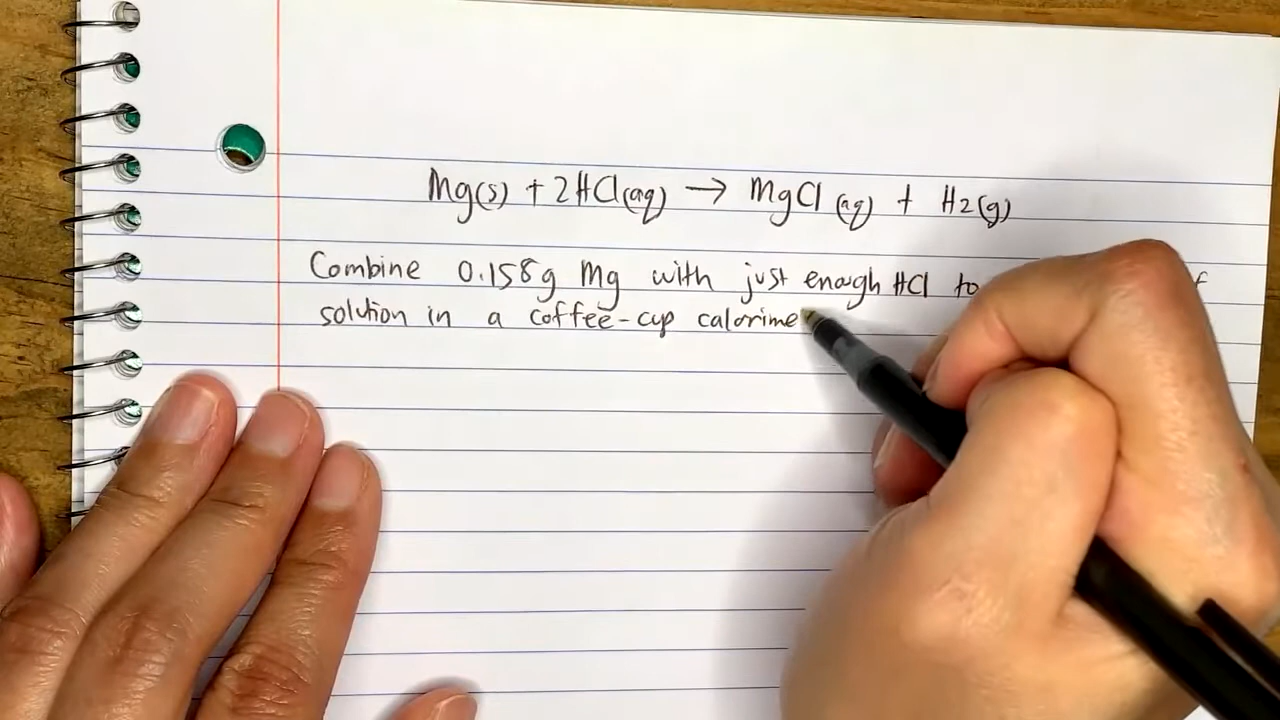 Mg(s) + 2HCl(aq) → MgCl (aq) + H2(g)
Combine 0.158g Mg with just enough HCl to
solution in a coffee-cup calorime